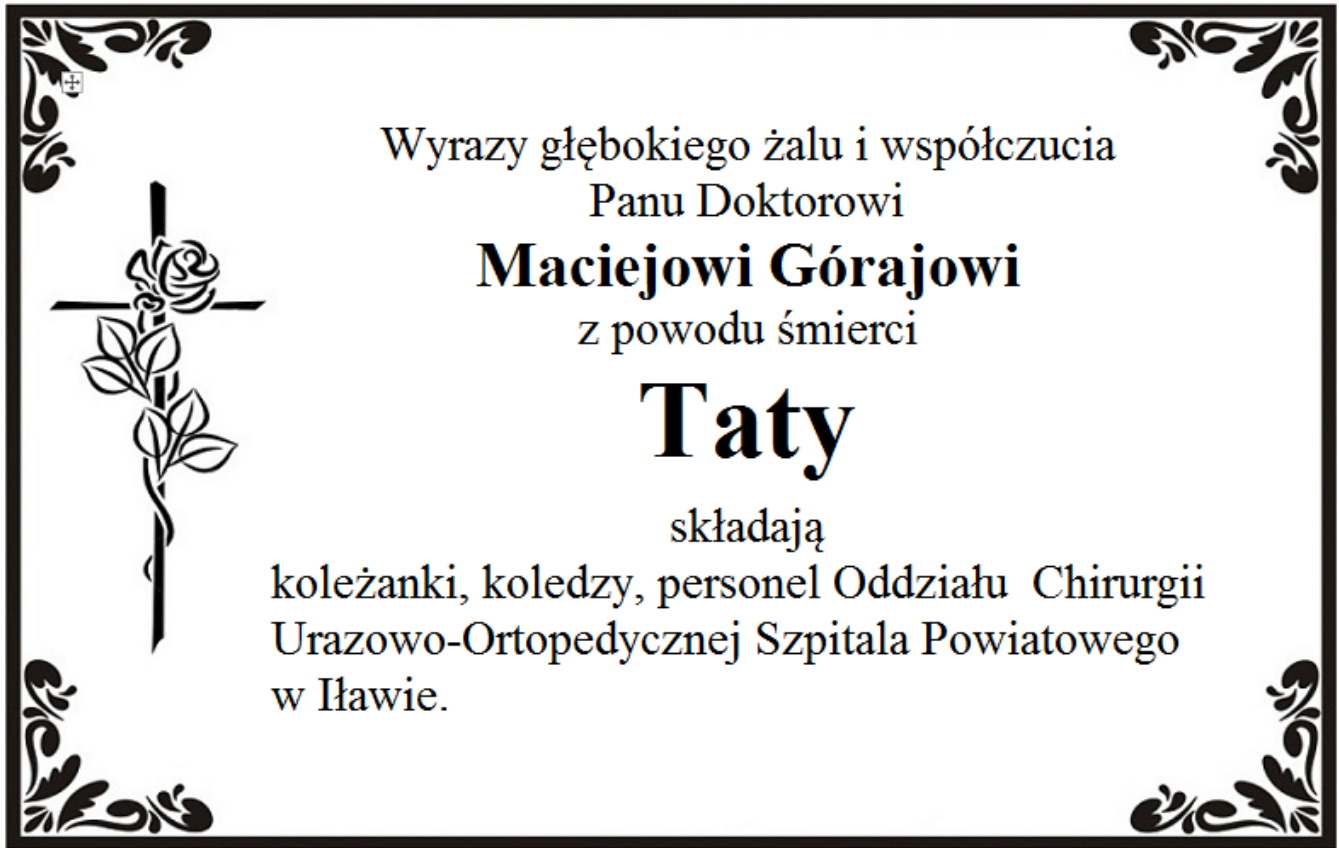 Wyrazy głębokiego żalu i współczucia
Panu Doktorowi
Maciejowi Górajowi
z powodu śmierci
Taty
składają
koleżanki, koledzy, personel Oddziału  Chirurgii
Urazowo-Ortopedycznej Szpitala Powiatowego
w Iławie.